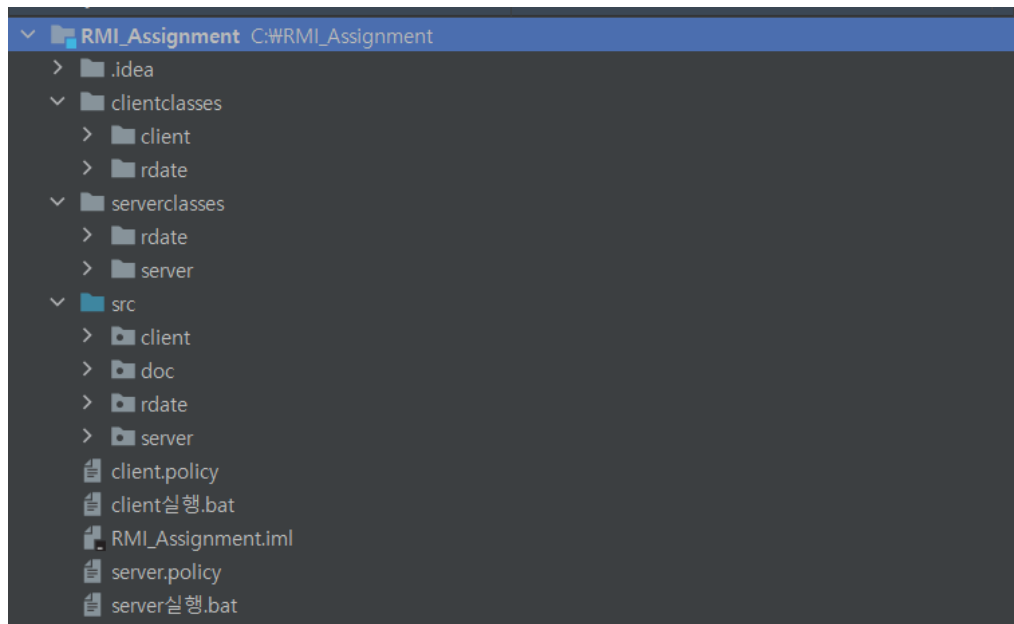 RMI_Assignment C:₩RMI_Assignment
.idea
clientclasses
client
rdate
serverclasses
rdate
server
src
client
doc
rdate
server
client.policy
client실행.bat
RMI_Assignment.iml
server.policy
server실행.bat